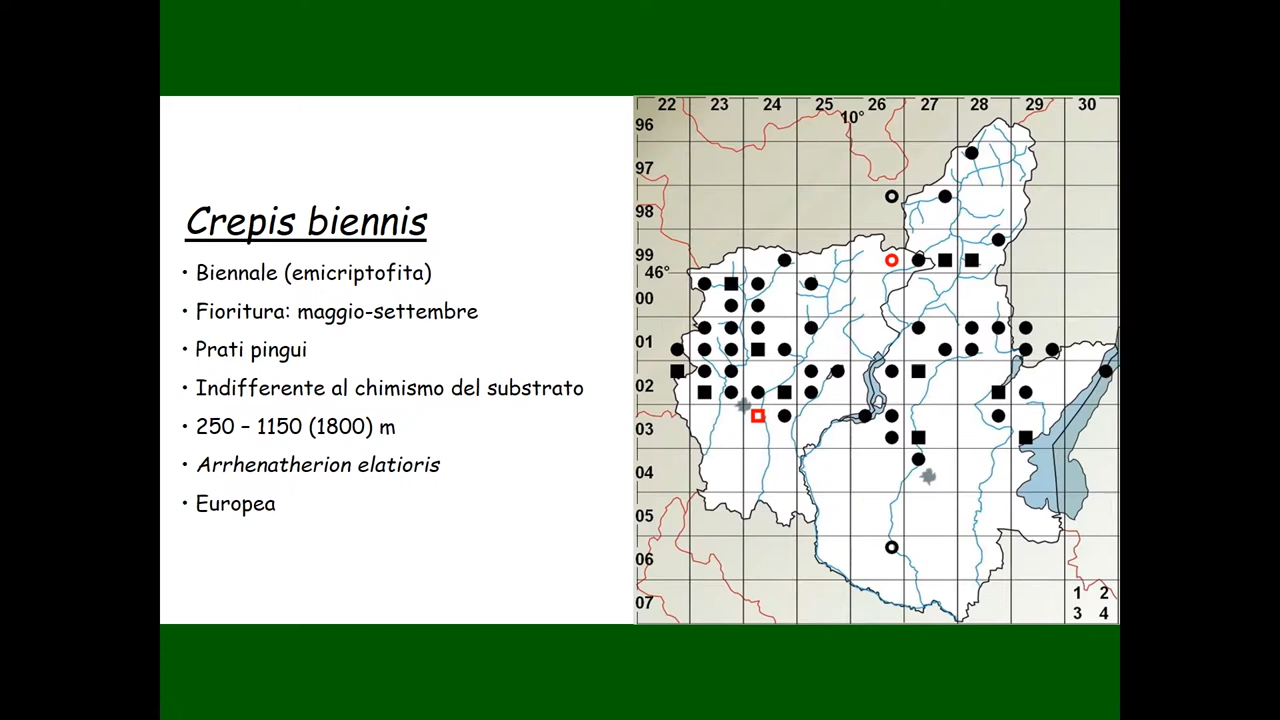 Crepis biennis
• Biennale (emicriptofita)
• Fioritura: maggio-settembre
• Prati pingui
• Indifferente al chimismo del substrato
• 250 – 1150 (1800) m
• Arrhenatherion elatioris
• Europea
22 23 24 25 26 27 28 29 30
10°
96
97
98
99
46°
00
01
02
03
04
05
06
07
1 2
3 4